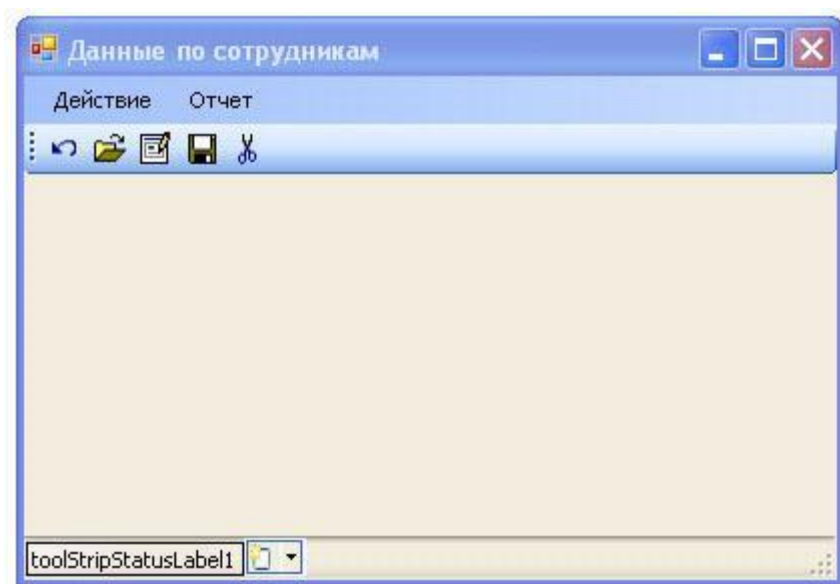 Данные по сотрудникам
Действие Отчет
toolStripStatusLabel1